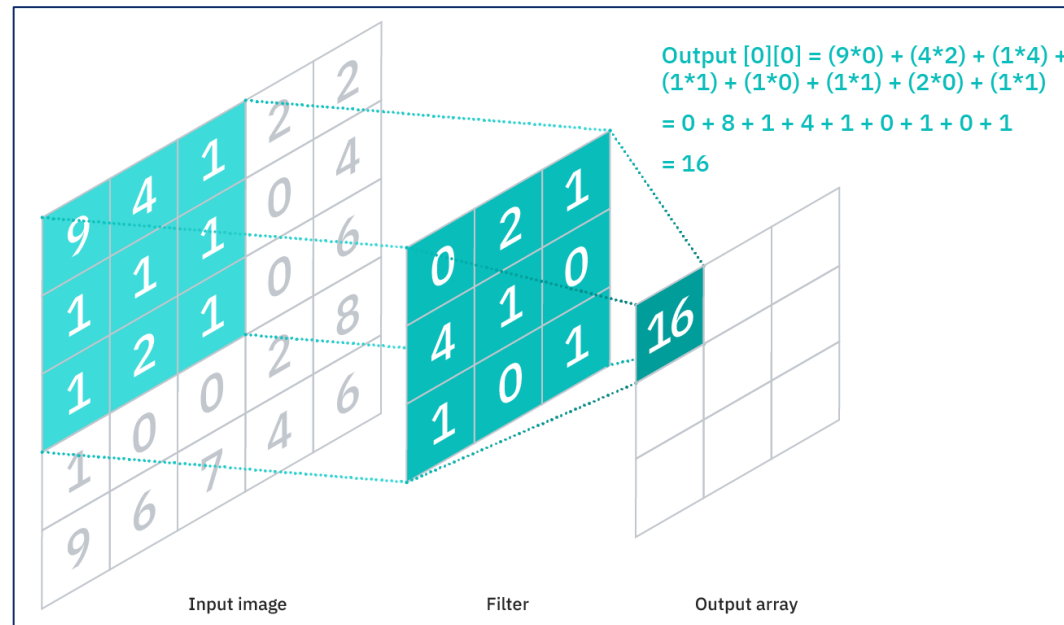 Output [0][0] = (9*0) + (4*2) + (1*4) +
(1*1) + (1*0) + (1*1) + (2*0) + (1*1)
= 0 + 8 + 1 + 4 + 1 + 0 + 1 + 0 + 1
= 16
9 4 1 2 2
1 1 1 0 4
1 2 1 0 6
1 0 0 2 8
9 6 7 4 6
0 2 1
4 1 0
1 0 1
16
Input image
Filter
Output array